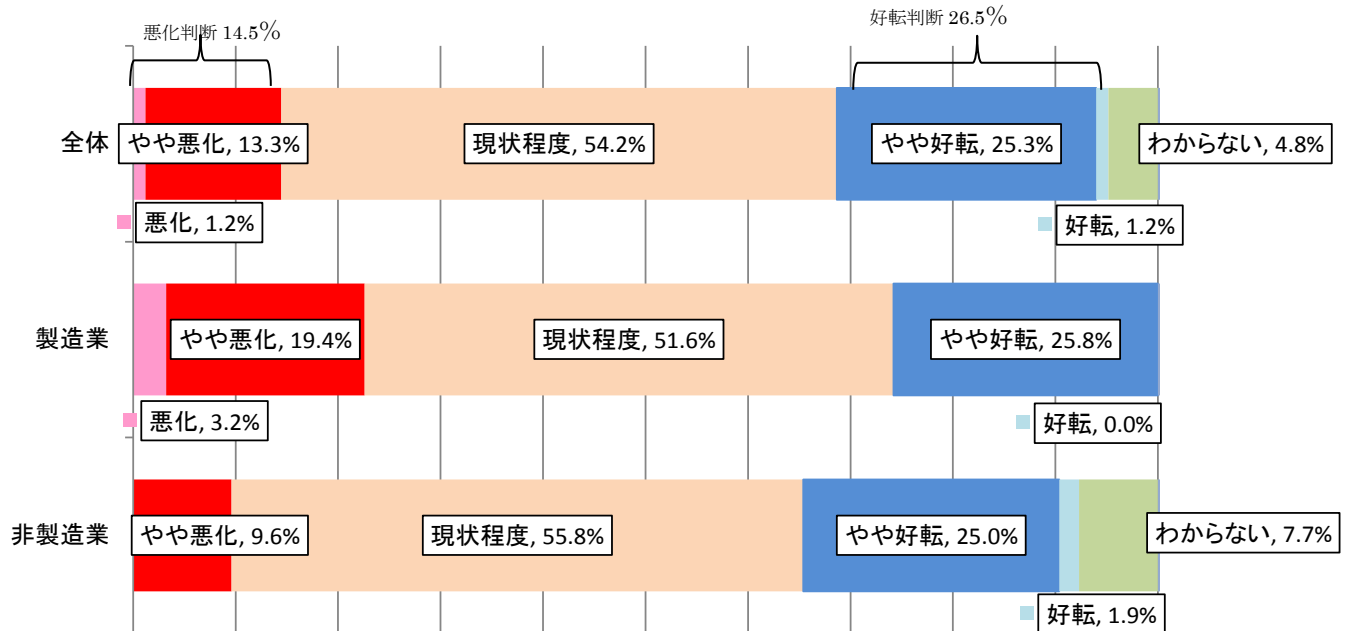 悪化判断 14.5%
好転判断 26.5%
全体
やや悪化, 13.3%
現状程度, 54.2%
やや好転, 25.3%
わからない, 4.8%
悪化, 1.2%
好転, 1.2%
製造業
やや悪化, 19.4%
現状程度, 51.6%
やや好転, 25.8%
悪化, 3.2%
好転, 0.0%
非製造業
やや悪化, 9.6%
現状程度, 55.8%
やや好転, 25.0%
わからない, 7.7%
好転, 1.9%